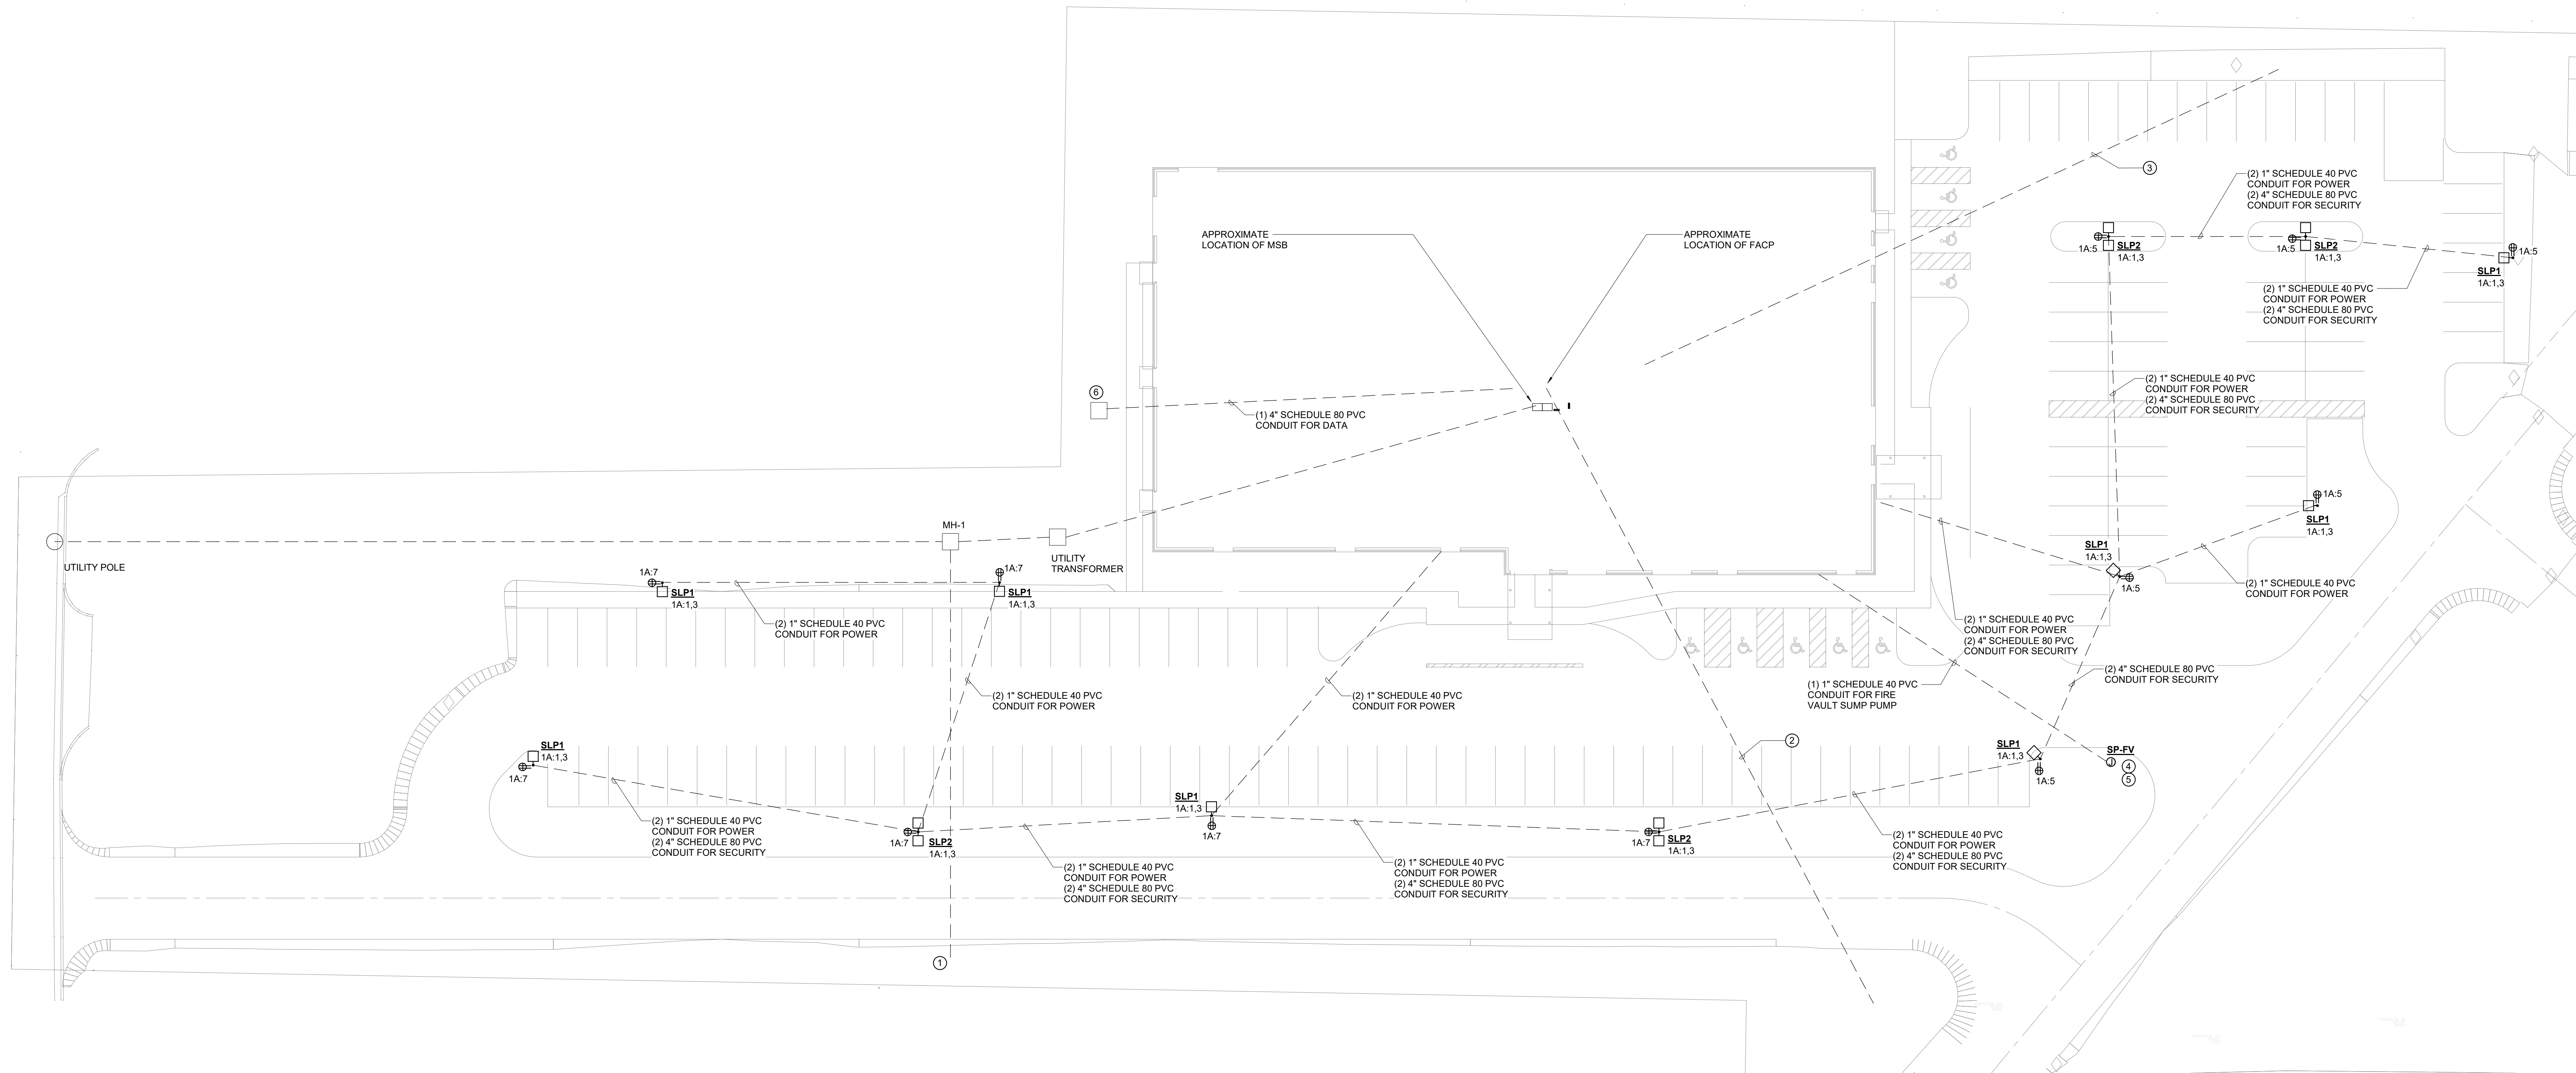 3
(2) 1" SCHEDULE 40 PVC
CONDUIT FOR POWER
(2) 4" SCHEDULE 80 PVC
CONDUIT FOR SECURITY
APPROXIMATE
LOCATION OF MSB
APPROXIMATE
LOCATION OF FACP
1A:5
SLP2
1A:1,3
1A:5
SLP2
1A:1,3
1A:5
SLP1
1A:1,3
(2) 1" SCHEDULE 40 PVC
CONDUIT FOR POWER
(2) 4" SCHEDULE 80 PVC
CONDUIT FOR SECURITY
6
(1) 4" SCHEDULE 80 PVC
CONDUIT FOR DATA
(2) 1" SCHEDULE 40 PVC
CONDUIT FOR POWER
(2) 4" SCHEDULE 80 PVC
CONDUIT FOR SECURITY
1A:5
SLP1
1A:1,3
MH-1
UTILITY POLE
UTILITY
TRANSFORMER
SLP1
1A:1,3
1A:5
(2) 1" SCHEDULE 40 PVC
CONDUIT FOR POWER
1A:7
SLP1
1A:1,3
1A:7
SLP1
1A:1,3
(2) 1" SCHEDULE 40 PVC
CONDUIT FOR POWER
(2) 1" SCHEDULE 40 PVC
CONDUIT FOR POWER
(2) 4" SCHEDULE 80 PVC
CONDUIT FOR SECURITY
(2) 4" SCHEDULE 80 PVC
CONDUIT FOR SECURITY
(2) 1" SCHEDULE 40 PVC
CONDUIT FOR POWER
(2) 1" SCHEDULE 40 PVC
CONDUIT FOR POWER
(1) 1" SCHEDULE 40 PVC
CONDUIT FOR FIRE
VAULT SUMP PUMP
2
SLP1
1A:1,3
1A:7
SLP1
1A:1,3
1A:5
SP-FV
J
4
5
SLP1
1A:1,3
1A:7
(2) 1" SCHEDULE 40 PVC
CONDUIT FOR POWER
(2) 4" SCHEDULE 80 PVC
CONDUIT FOR SECURITY
1A:7
SLP2
1A:1,3
1A:7
SLP2
1A:1,3
(2) 1" SCHEDULE 40 PVC
CONDUIT FOR POWER
(2) 4" SCHEDULE 80 PVC
CONDUIT FOR SECURITY
(2) 1" SCHEDULE 40 PVC
CONDUIT FOR POWER
(2) 4" SCHEDULE 80 PVC
CONDUIT FOR SECURITY
(2) 1" SCHEDULE 40 PVC
CONDUIT FOR POWER
(2) 4" SCHEDULE 80 PVC
CONDUIT FOR SECURITY
1